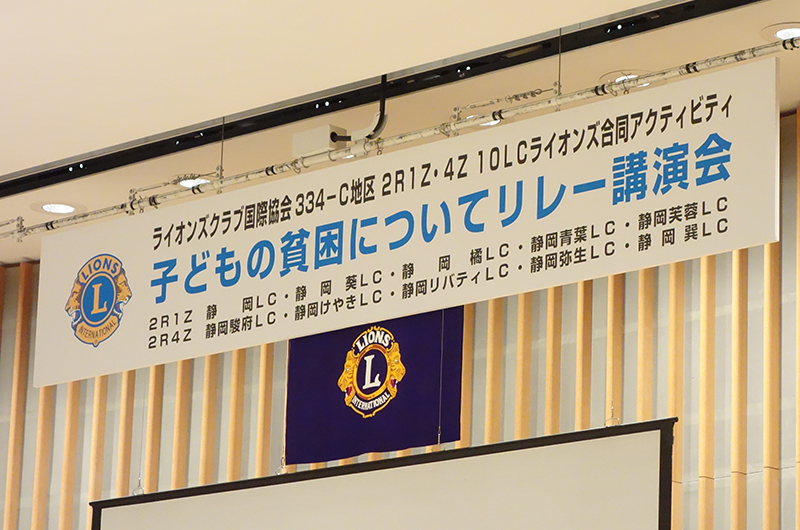 ライオンズクラブ国際協会 334-C地区 2R1Z・4Z 10LCライオンズ合同アクティビティ
子どもの貧困についてリレー講演会
2R1Z 静 岡LC・静 岡 葵LC・静 岡 橘LC・静岡青葉LC・静岡芙蓉LC
2R4Z 静岡駿府LC・静岡けやきLC・静岡リバティLC・静岡弥生LC・静 岡 巽LC
LIONS
L
INTERNATIONAL
LIONS
L
INTERNATIONAL